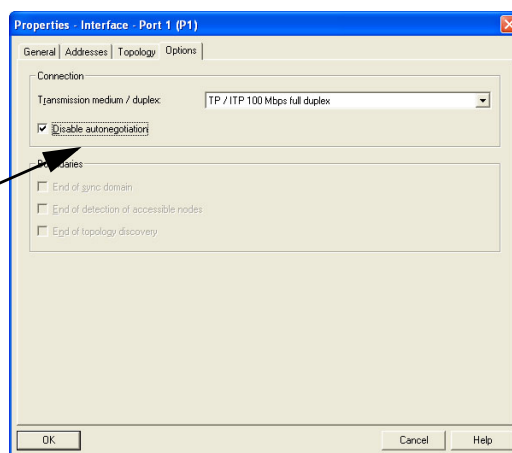 Properties - Interface - Port 1 (P1)
General Addresses Topology Options
Connection
Transmission medium / duplex: TP / ITP 100 Mbps full duplex
Disable autonegotiation
Boundaries
End of sync domain
End of detection of accessible nodes
End of topology discovery
OK Cancel Help